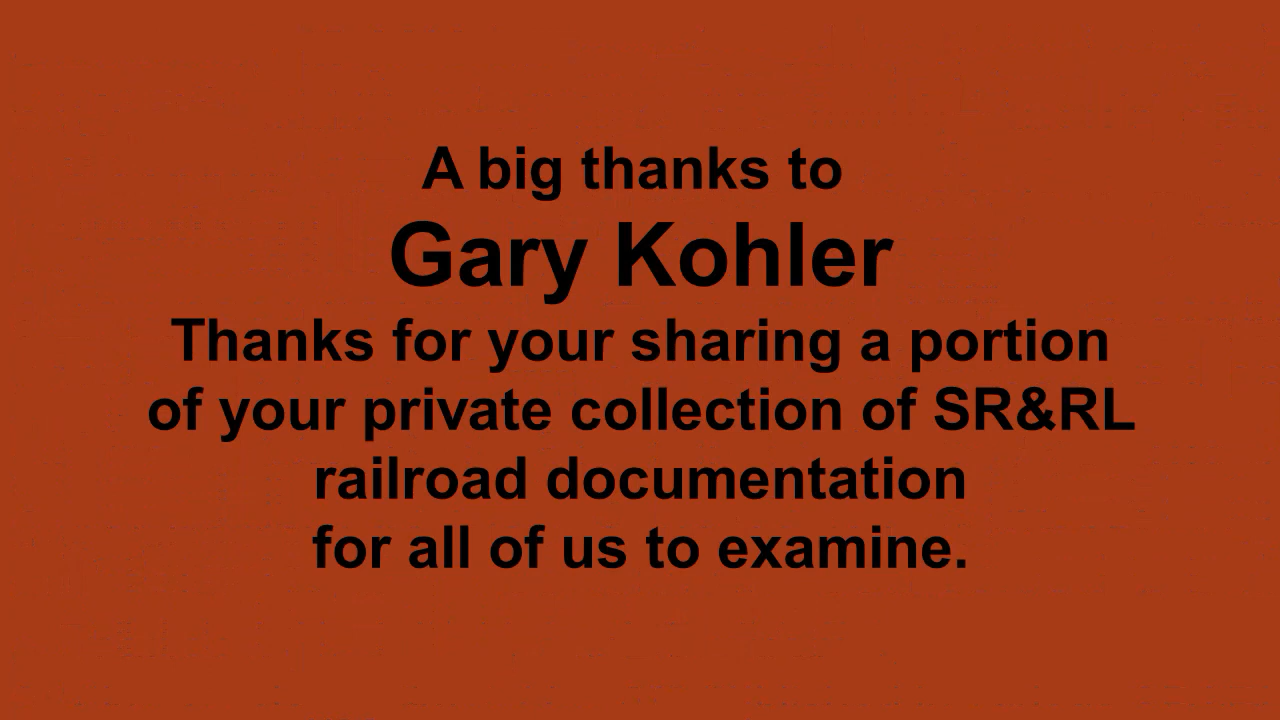 A big thanks to
Gary Kohler
Thanks for your sharing a portion
of your private collection of SR&RL
railroad documentation
for all of us to examine.